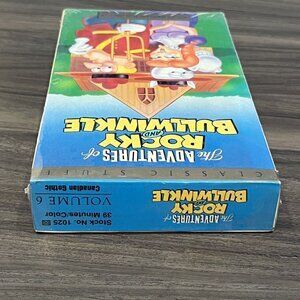 The ADVENTURES of
ROCKY
AND
BULLWINKLE
CLASSIC STUFF
The ADVENTURES of
ROCKY
AND
BULLWINKLE
VOLUME 6
Canadian Gothic
Stock No. 1025
39 Minutes/Color